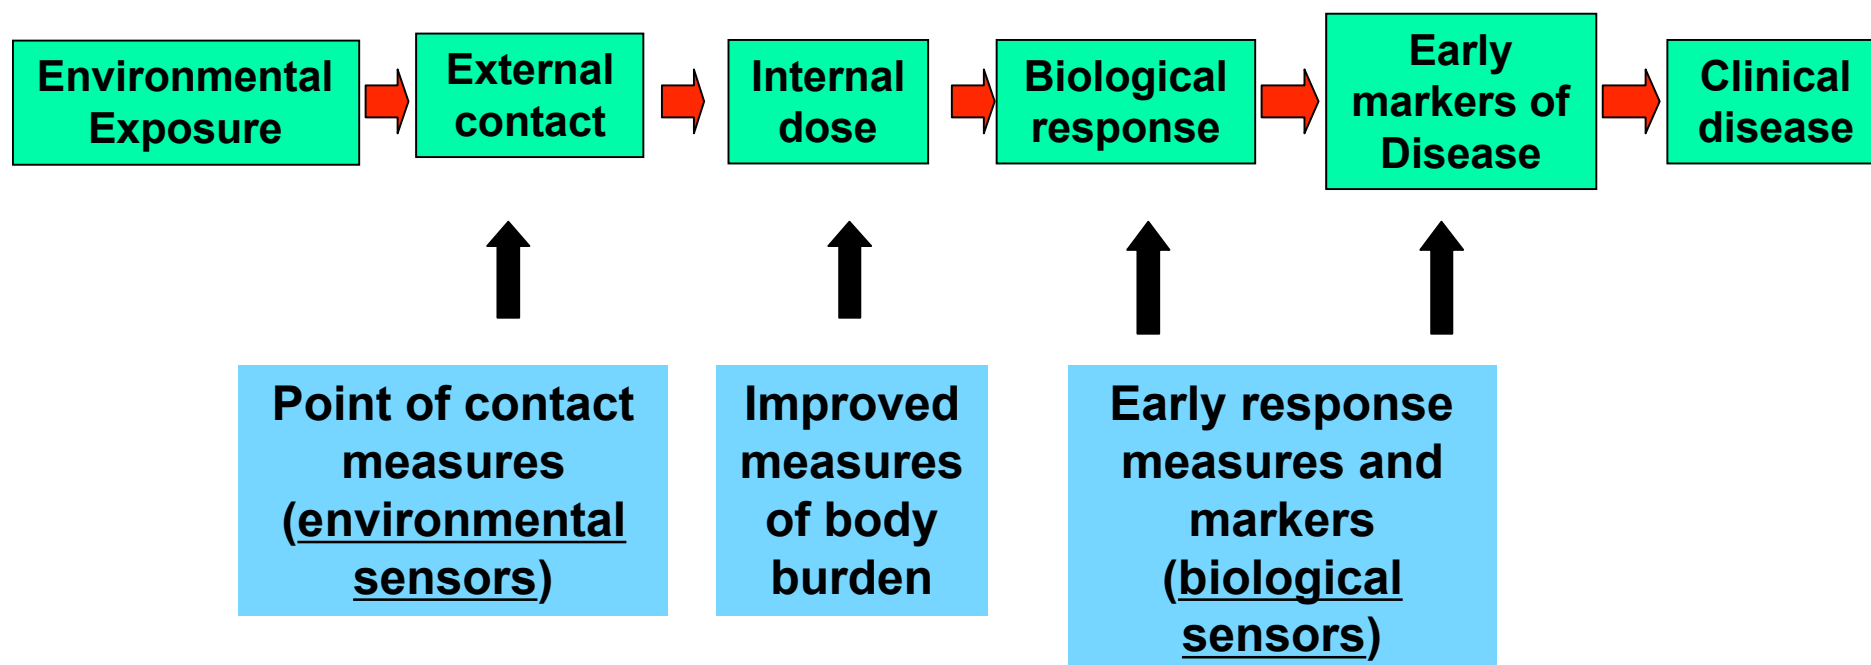 Environmental
Exposure
External
contact
Internal
dose
Biological
response
Early
markers of
Disease
Clinical
disease
Point of contact
measures
(environmental
sensors)
Improved
measures
of body
burden
Early response
measures and
markers
(biological
sensors)